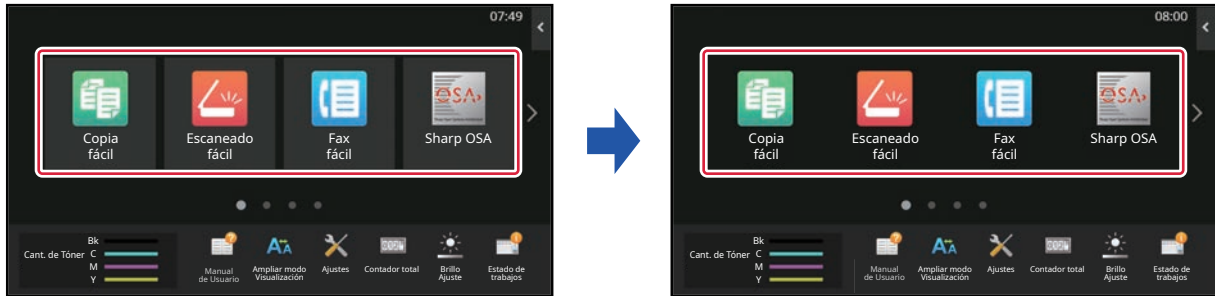 07:49
Copia
fácil
Escaneado
fácil
Fax
fácil
OSA
Sharp OSA
Bk
Cant. de Tóner C
M
Y
Manual
de Usuario
Ampliar modo
Visualización
Ajustes
Contador total
Brillo
Ajuste
Estado de
trabajos
08:00
Copia
fácil
Escaneado
fácil
Fax
fácil
OSA
Sharp OSA
Bk
Cant. de Tóner C
M
Y
Manual
de Usuario
Ampliar modo
Visualización
Ajustes
Contador total
Brillo
Ajuste
Estado de
trabajos